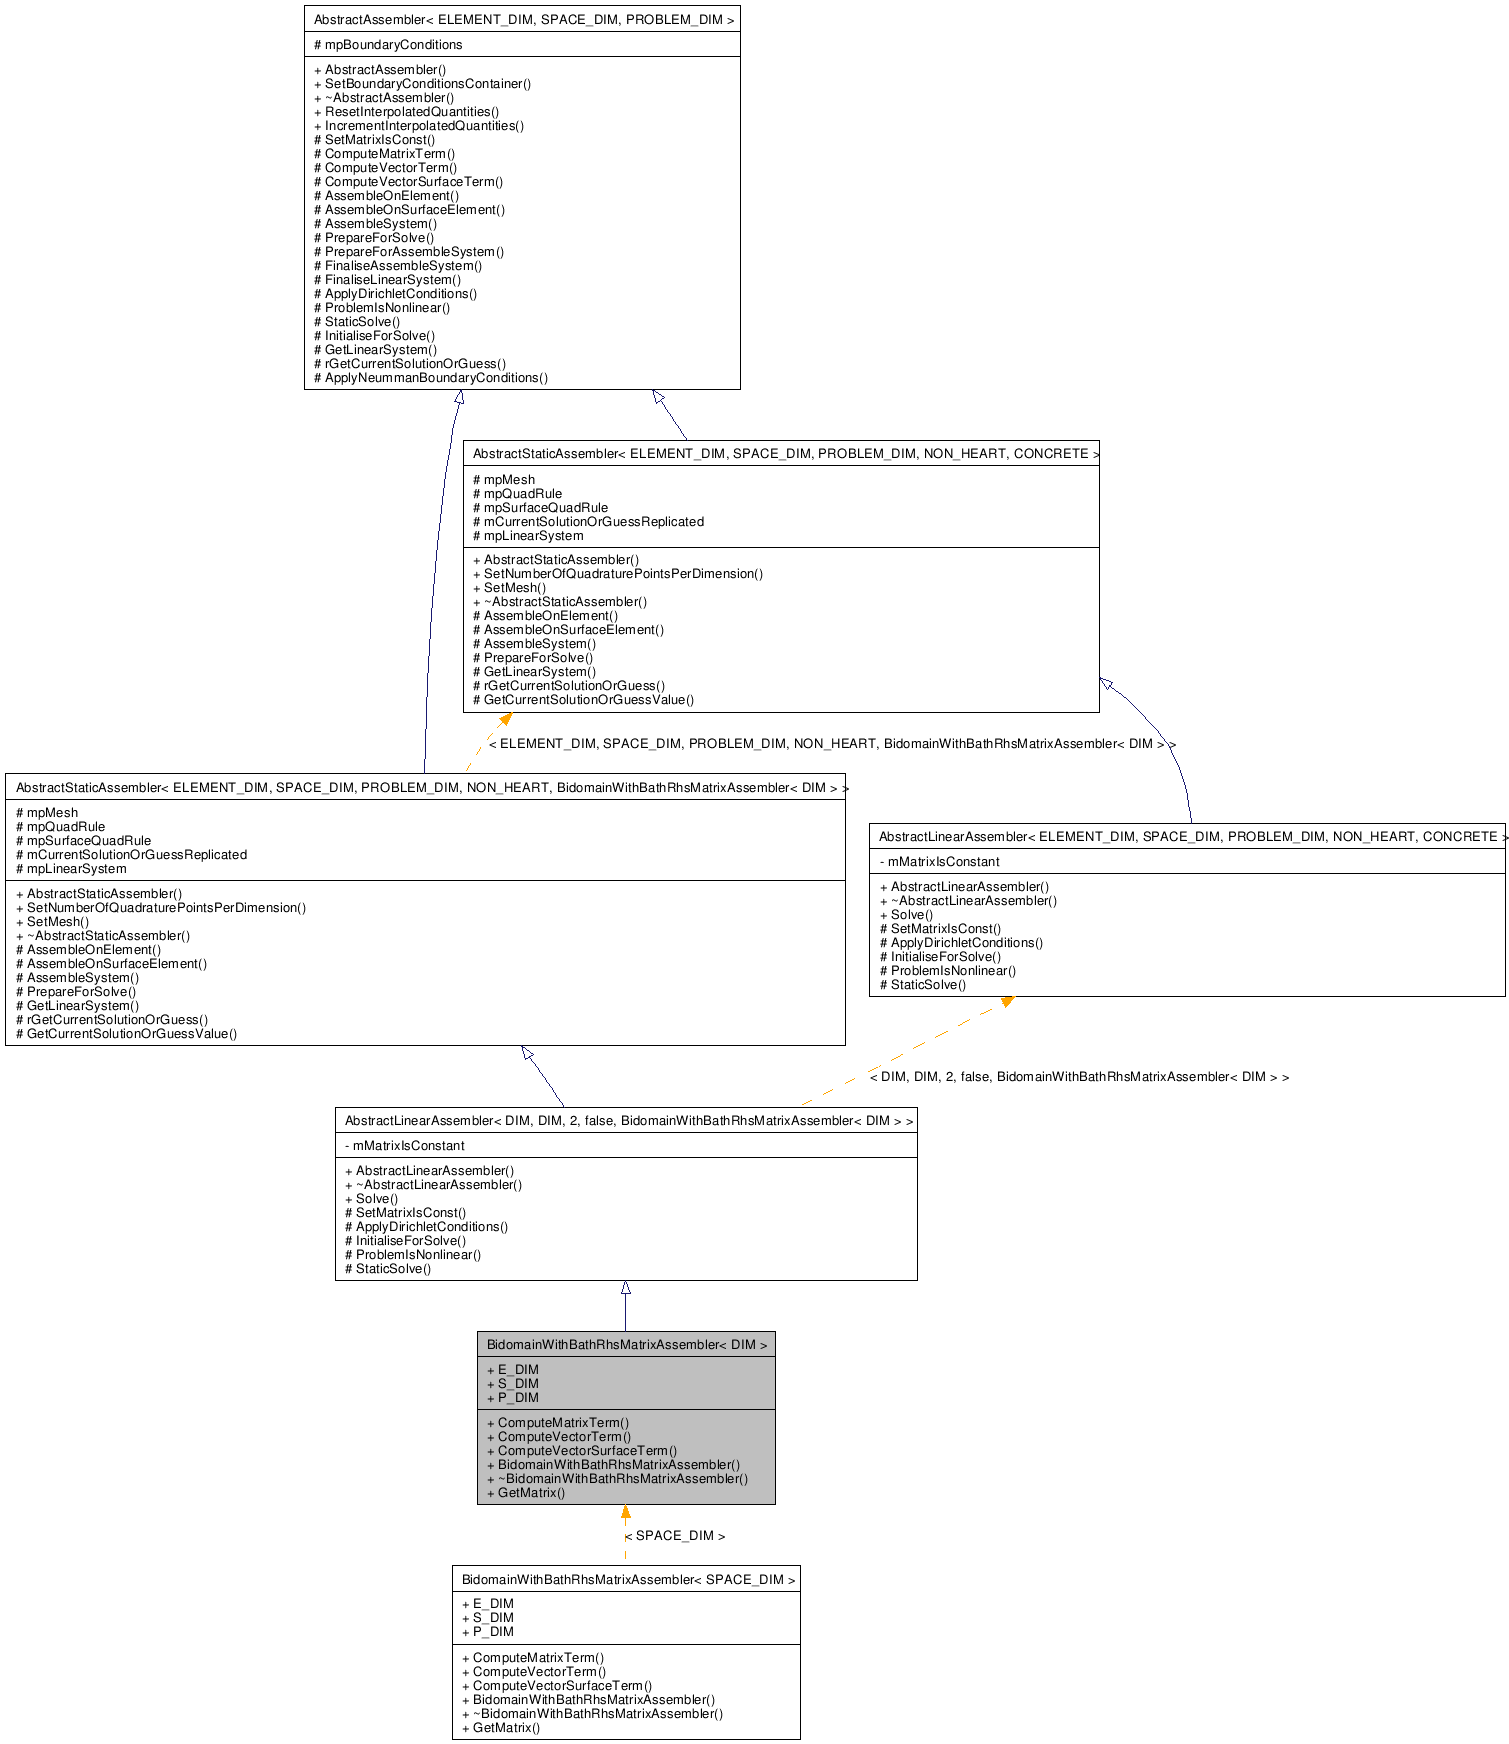 AbstractAssembler< ELEMENT_DIM, SPACE_DIM, PROBLEM_DIM >
# mpBoundaryConditions
+ AbstractAssembler()
+ SetBoundaryConditionsContainer()
+ ~AbstractAssembler()
+ ResetInterpolatedQuantities()
+ IncrementInterpolatedQuantities()
# SetMatrixIsConst()
# ComputeMatrixTerm()
# ComputeVectorTerm()
# ComputeVectorSurfaceTerm()
# AssembleOnElement()
# AssembleOnSurfaceElement()
# AssembleSystem()
# PrepareForSolve()
# PrepareForAssembleSystem()
# FinaliseAssembleSystem()
# FinaliseLinearSystem()
# ApplyDirichletConditions()
# ProblemIsNonlinear()
# StaticSolve()
# InitialiseForSolve()
# GetLinearSystem()
# rGetCurrentSolutionOrGuess()
# ApplyNeummanBoundaryConditions()
AbstractStaticAssembler< ELEMENT_DIM, SPACE_DIM, PROBLEM_DIM, NON_HEART, CONCRETE >
# mpMesh
# mpQuadRule
# mpSurfaceQuadRule
# mCurrentSolutionOrGuessReplicated
# mpLinearSystem
+ AbstractStaticAssembler()
+ SetNumberOfQuadraturePointsPerDimension()
+ SetMesh()
+ ~AbstractStaticAssembler()
# AssembleOnElement()
# AssembleOnSurfaceElement()
# AssembleSystem()
# PrepareForSolve()
# GetLinearSystem()
# rGetCurrentSolutionOrGuess()
# GetCurrentSolutionOrGuessValue()
< ELEMENT_DIM, SPACE_DIM, PROBLEM_DIM, NON_HEART, BidomainWithBathRhsMatrixAssembler< DIM > >
AbstractStaticAssembler< ELEMENT_DIM, SPACE_DIM, PROBLEM_DIM, NON_HEART, BidomainWithBathRhsMatrixAssembler< DIM > >
# mpMesh
# mpQuadRule
# mpSurfaceQuadRule
# mCurrentSolutionOrGuessReplicated
# mpLinearSystem
+ AbstractStaticAssembler()
+ SetNumberOfQuadraturePointsPerDimension()
+ SetMesh()
+ ~AbstractStaticAssembler()
# AssembleOnElement()
# AssembleOnSurfaceElement()
# AssembleSystem()
# PrepareForSolve()
# GetLinearSystem()
# rGetCurrentSolutionOrGuess()
# GetCurrentSolutionOrGuessValue()
AbstractLinearAssembler< ELEMENT_DIM, SPACE_DIM, PROBLEM_DIM, NON_HEART, CONCRETE >
- mMatrixIsConstant
+ AbstractLinearAssembler()
+ ~AbstractLinearAssembler()
+ Solve()
# SetMatrixIsConst()
# ApplyDirichletConditions()
# InitialiseForSolve()
# ProblemIsNonlinear()
# StaticSolve()
< DIM, DIM, 2, false, BidomainWithBathRhsMatrixAssembler< DIM > >
AbstractLinearAssembler< DIM, DIM, 2, false, BidomainWithBathRhsMatrixAssembler< DIM > >
- mMatrixIsConstant
+ AbstractLinearAssembler()
+ ~AbstractLinearAssembler()
+ Solve()
# SetMatrixIsConst()
# ApplyDirichletConditions()
# InitialiseForSolve()
# ProblemIsNonlinear()
# StaticSolve()
BidomainWithBathRhsMatrixAssembler< DIM >
+ E_DIM
+ S_DIM
+ P_DIM
+ ComputeMatrixTerm()
+ ComputeVectorTerm()
+ ComputeVectorSurfaceTerm()
+ BidomainWithBathRhsMatrixAssembler()
+ ~BidomainWithBathRhsMatrixAssembler()
+ GetMatrix()
< SPACE_DIM >
BidomainWithBathRhsMatrixAssembler< SPACE_DIM >
+ E_DIM
+ S_DIM
+ P_DIM
+ ComputeMatrixTerm()
+ ComputeVectorTerm()
+ ComputeVectorSurfaceTerm()
+ BidomainWithBathRhsMatrixAssembler()
+ ~BidomainWithBathRhsMatrixAssembler()
+ GetMatrix()